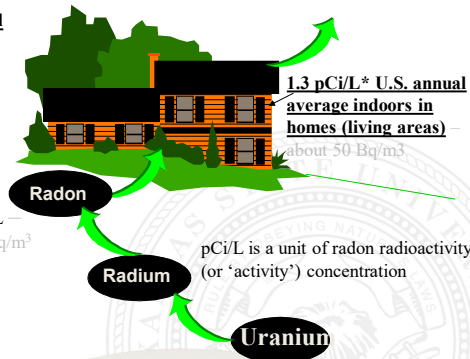 1.3 pCi/L* U.S. annual
average indoors in
homes (living areas) –
about 50 Bq/m3
Radon
pCi/L is a unit of radon radioactivity
(or ‘activity’) concentration
Radium
Uranium